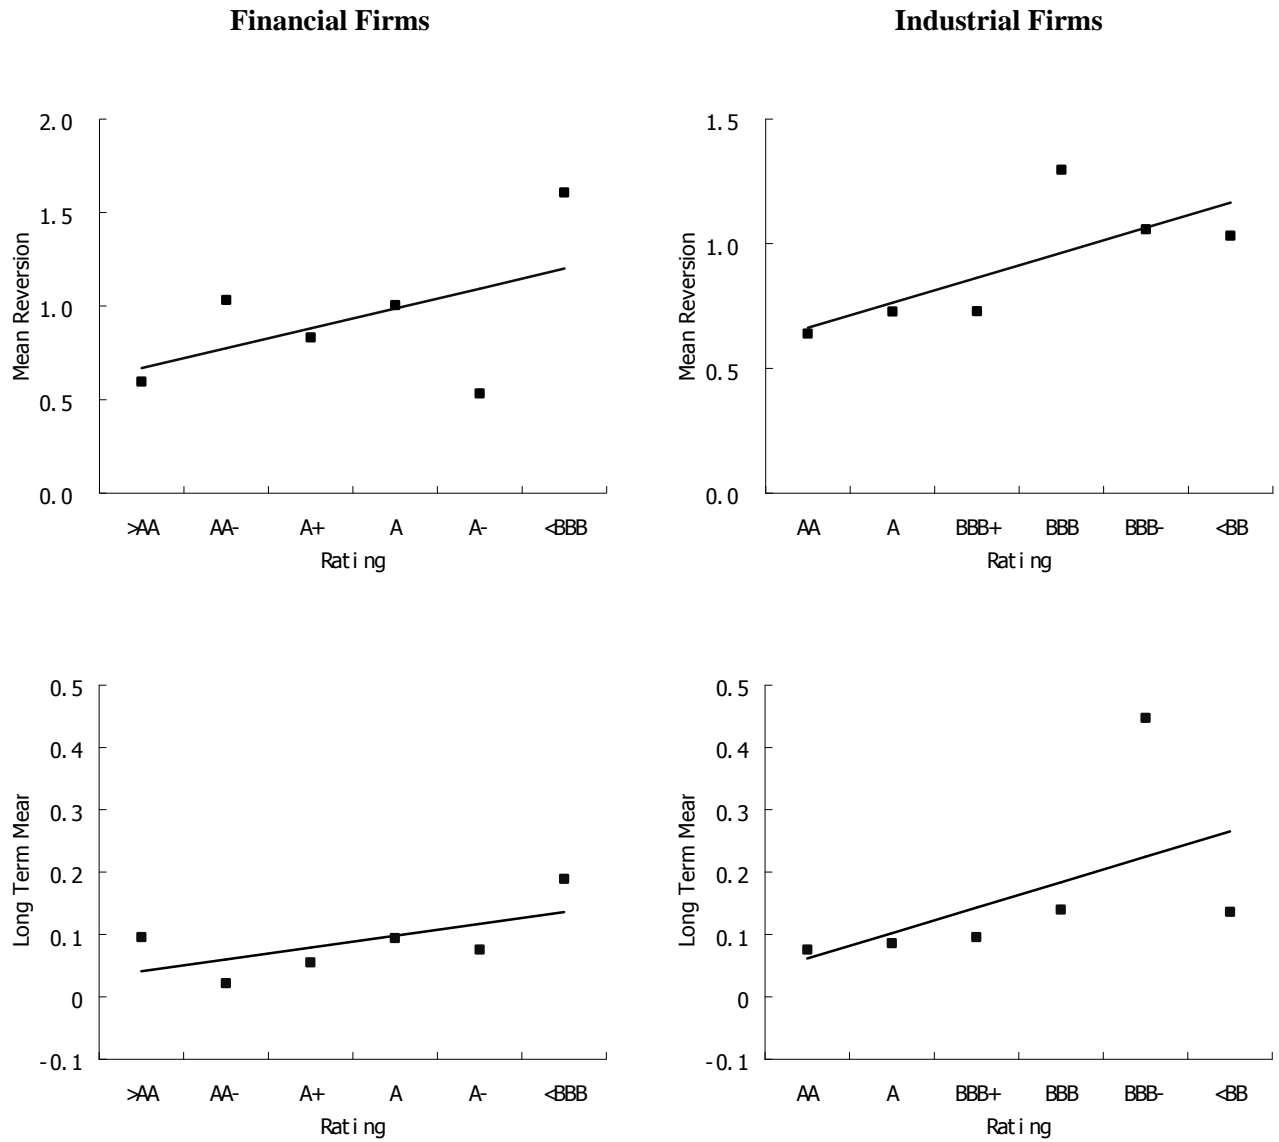 Financial Firms
Industrial Firms
Mean Reversion
2.0
1.5
1.0
0.5
0.0
>AA AA- A+ A A- <BBB
Rating
Mean Reversion
1.5
1.0
0.5
0.0
AA A BBB+ BBB BBB- <BB
Rating
Long Term Mear
0.5
0.4
0.3
0.2
0.1
0
-0.1
>AA AA- A+ A A- <BBB
Rating
Long Term Mear
0.5
0.4
0.3
0.2
0.1
0
-0.1
AA A BBB+ BBB BBB- <BB
Rating